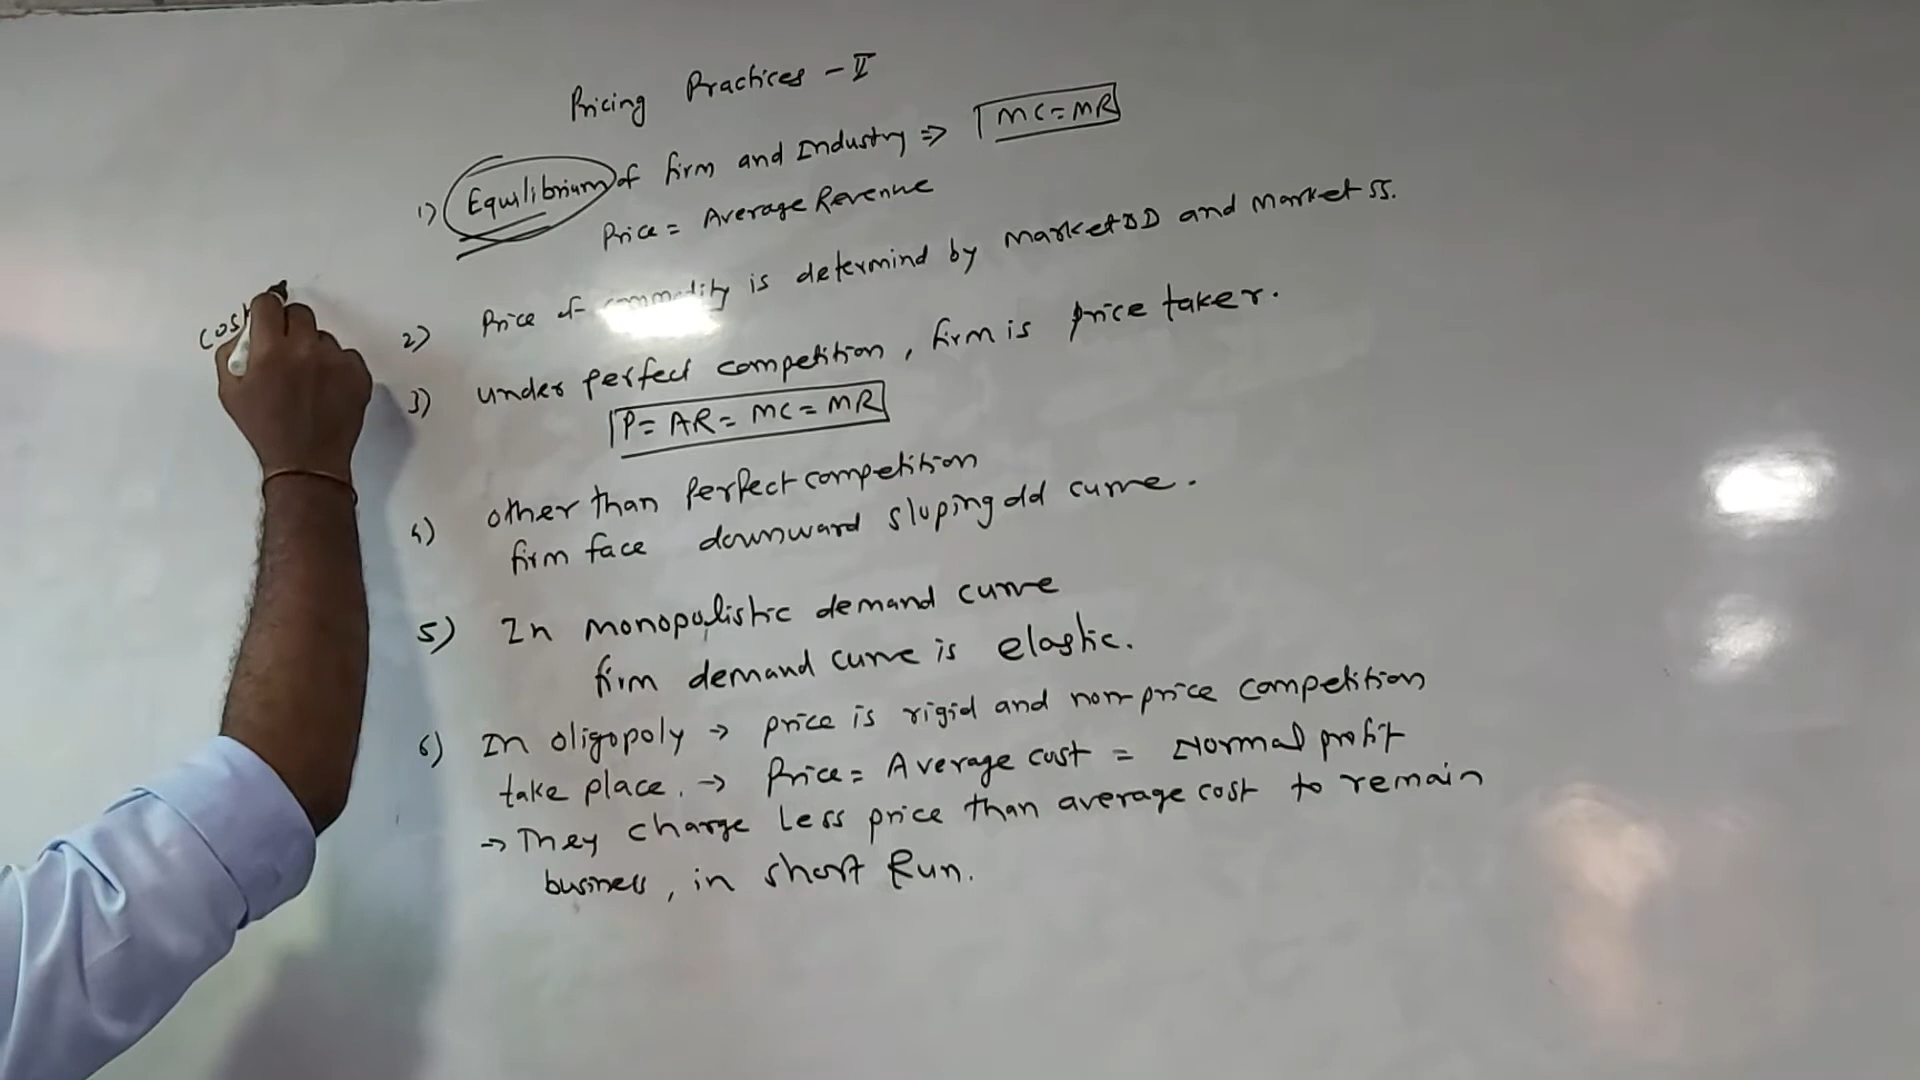 Pricing Practices - II
1) Equilibrium of firm and Industry => MC = MR
Price = Average Revenue
cost
2) Price of commodity is determind by market DD and market SS.
3) under perfect competition, firm is price taker.
P = AR = MC = MR
4) other than perfect competition
firm face downward sloping dd curve.
5) In monopolistic demand curve
firm demand curve is elastic.
6) In oligopoly → price is rigid and non-price competition
take place. → Price = Average cost = Normal profit
→ They charge less price than average cost to remain
business, in short Run.